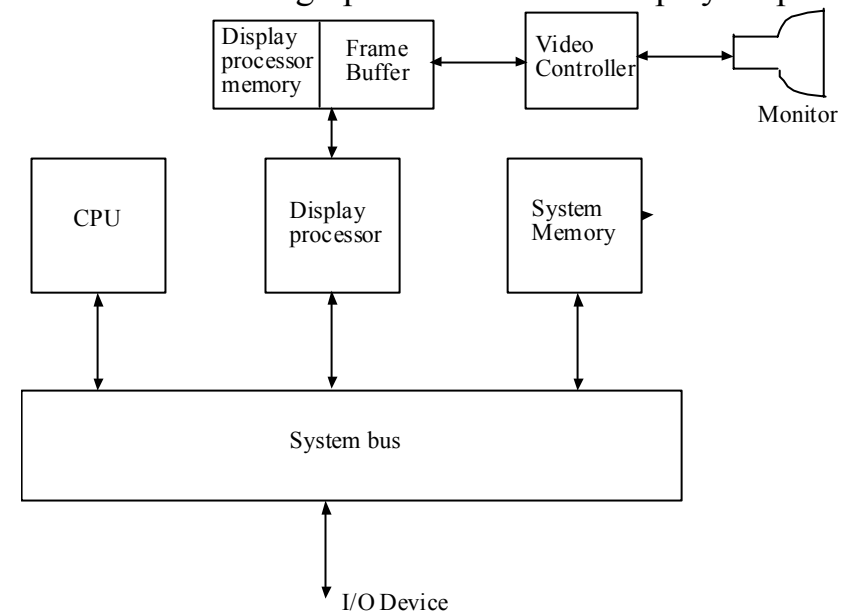 Display
processor
memory
Frame
Buffer
Video
Controller
Monitor
CPU
Display
processor
System
Memory
System bus
I/O Device